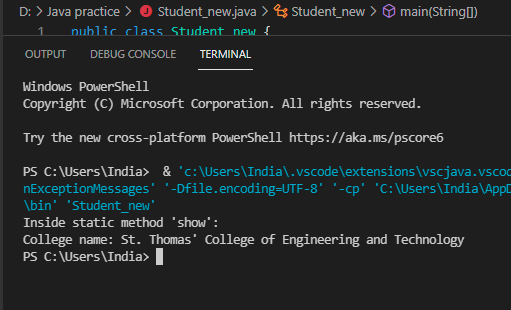 D: > Java practice > Student_new.java > Student_new > main(String[])
1 public class Student_new {
OUTPUT DEBUG CONSOLE TERMINAL
Windows PowerShell
Copyright (C) Microsoft Corporation. All rights reserved.
Try the new cross-platform PowerShell https://aka.ms/pscore6
PS C:\Users\India> & 'c:\Users\India\.vscode\extensions\vscjava.vscod
nExceptionMessages' '-Dfile.encoding=UTF-8' '-cp' 'C:\Users\India\AppD
\bin' 'Student_new'
Inside static method 'show':
College name: St. Thomas' College of Engineering and Technology
PS C:\Users\India>